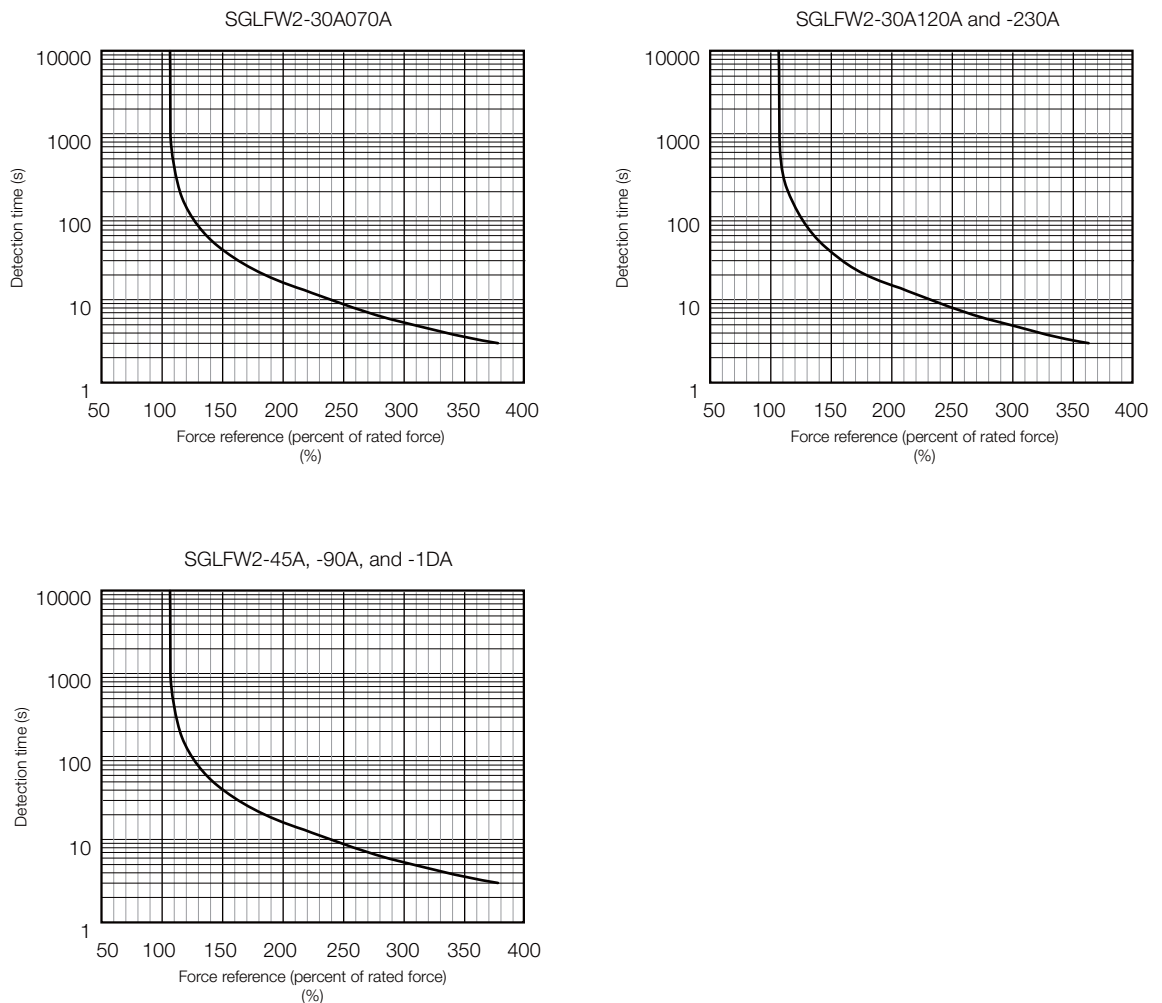 SGLFW2-30A070A
10000
1000
100
10
1
Detection time (s)
50 100 150 200 250 300 350 400
Force reference (percent of rated force)
(%)
SGLFW2-30A120A and -230A
10000
1000
100
10
1
Detection time (s)
50 100 150 200 250 300 350 400
Force reference (percent of rated force)
(%)
SGLFW2-45A, -90A, and -1DA
10000
1000
100
10
1
Detection time (s)
50 100 150 200 250 300 350 400
Force reference (percent of rated force)
(%)